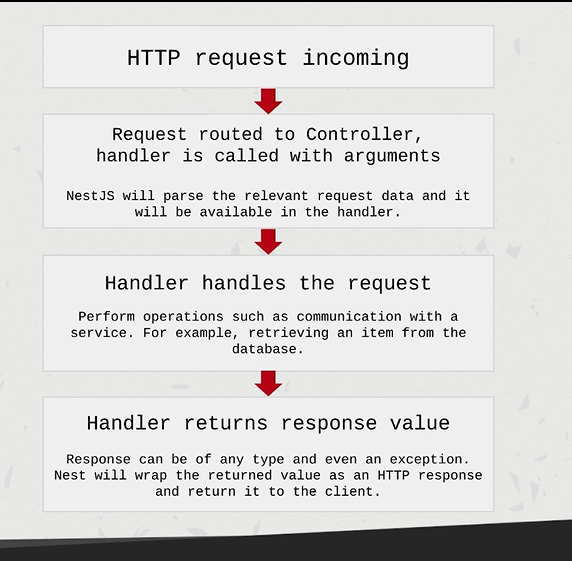 HTTP request incoming
Request routed to Controller,
handler is called with arguments
NestJS will parse the relevant request data and it
will be available in the handler.
Handler handles the request
Perform operations such as communication with a
service. For example, retrieving an item from the
database.
Handler returns response value
Response can be of any type and even an exception.
Nest will wrap the returned value as an HTTP response
and return it to the client.